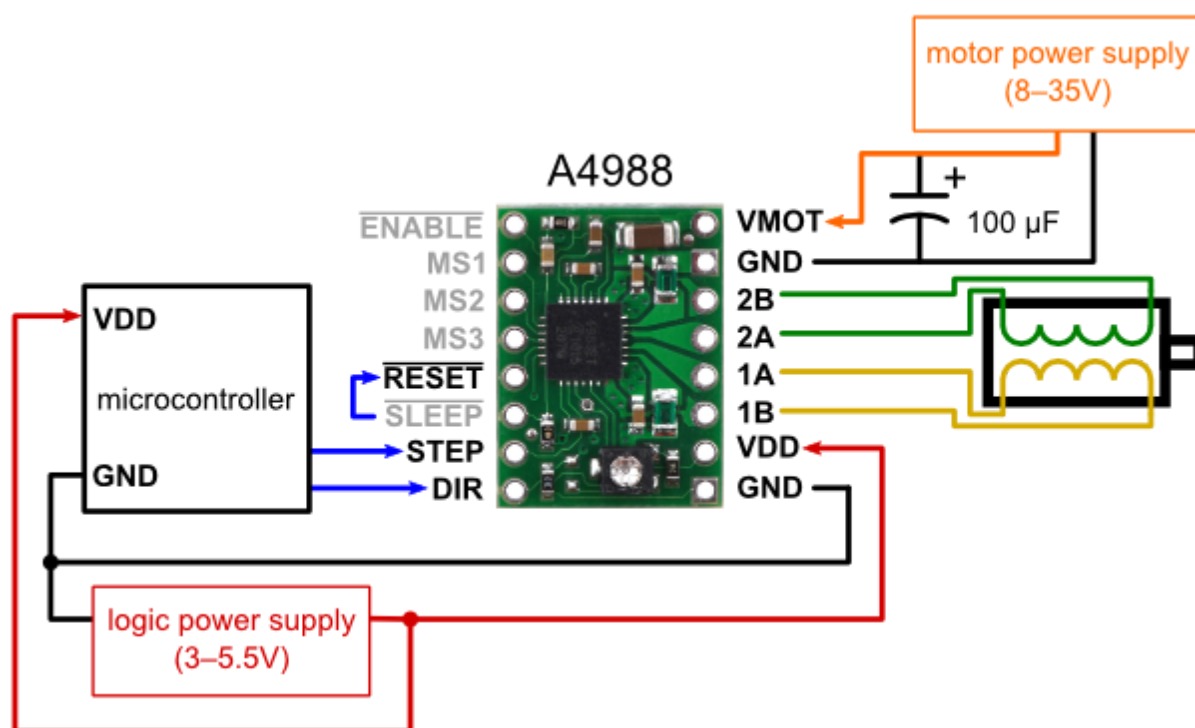 motor power supply
(8–35V)
A4988
+
100 µF
ENABLE
MS1
MS2
MS3
RESET
SLEEP
STEP
DIR
VMOT
GND
2B
2A
1A
1B
VDD
GND
VDD
microcontroller
GND
logic power supply
(3–5.5V)